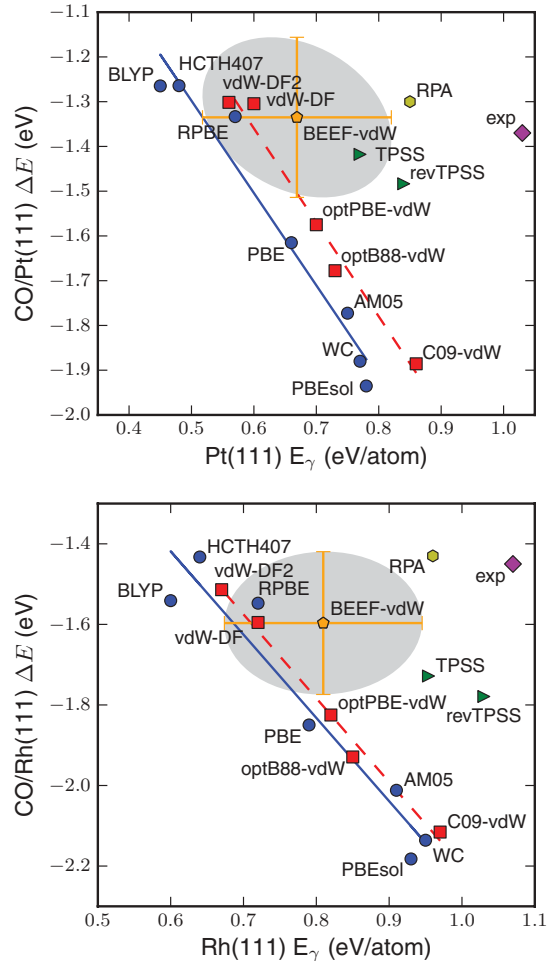 −1.1
−1.2
−1.3
−1.4
−1.5
−1.6
−1.7
−1.8
−1.9
−2.0
CO/Pt(111) ΔE (eV)
BLYP
HCTH407
vdW-DF2
vdW-DF
RPA
RPBE
BEEF-vdW
exp
TPSS
revTPSS
optPBE-vdW
PBE
optB88-vdW
AM05
WC
C09-vdW
PBEsol
0.4 0.5 0.6 0.7 0.8 0.9 1.0
Pt(111) Eγ (eV/atom)
−1.4
−1.6
−1.8
−2.0
−2.2
CO/Rh(111) ΔE (eV)
HCTH407
vdW-DF2
BLYP
RPBE
RPA
exp
BEEF-vdW
vdW-DF
TPSS
optPBE-vdW
revTPSS
PBE
optB88-vdW
AM05
C09-vdW
WC
PBEsol
0.5 0.6 0.7 0.8 0.9 1.0 1.1
Rh(111) Eγ (eV/atom)